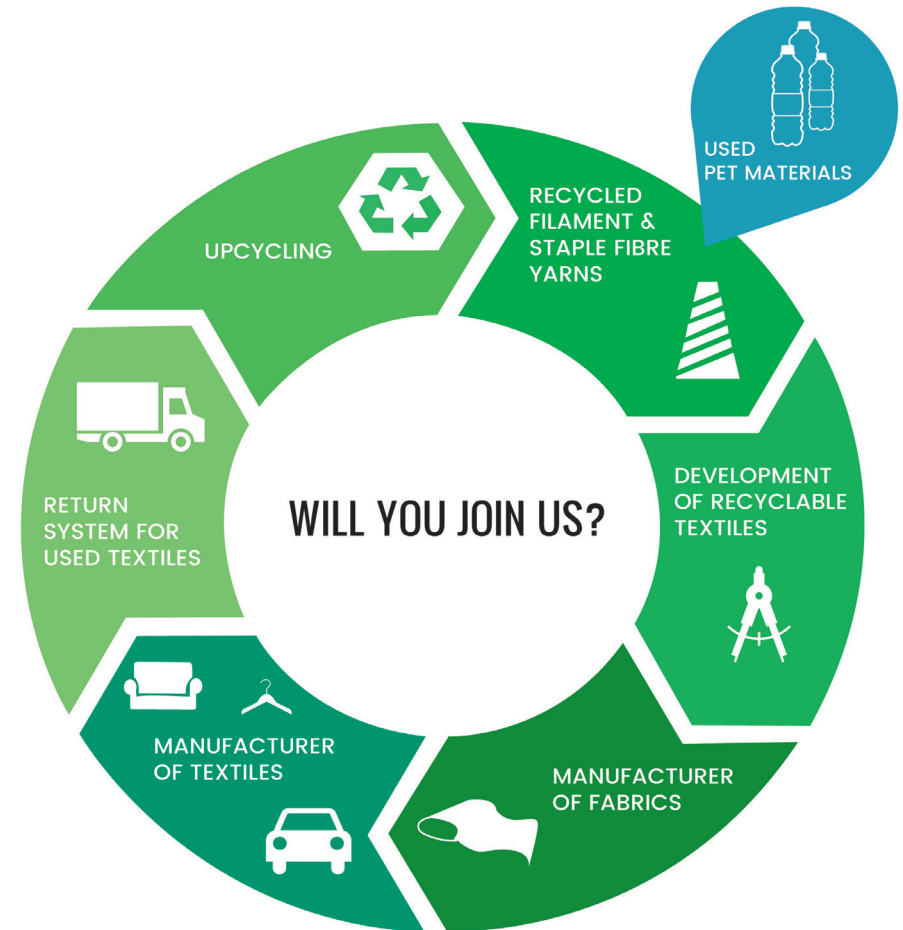 USED
PET MATERIALS
RECYCLED
FILAMENT &
STAPLE FIBRE
YARNS
UPCYCLING
DEVELOPMENT
OF RECYCLABLE
TEXTILES
WILL YOU JOIN US?
RETURN
SYSTEM FOR
USED TEXTILES
MANUFACTURER
OF TEXTILES
MANUFACTURER
OF FABRICS